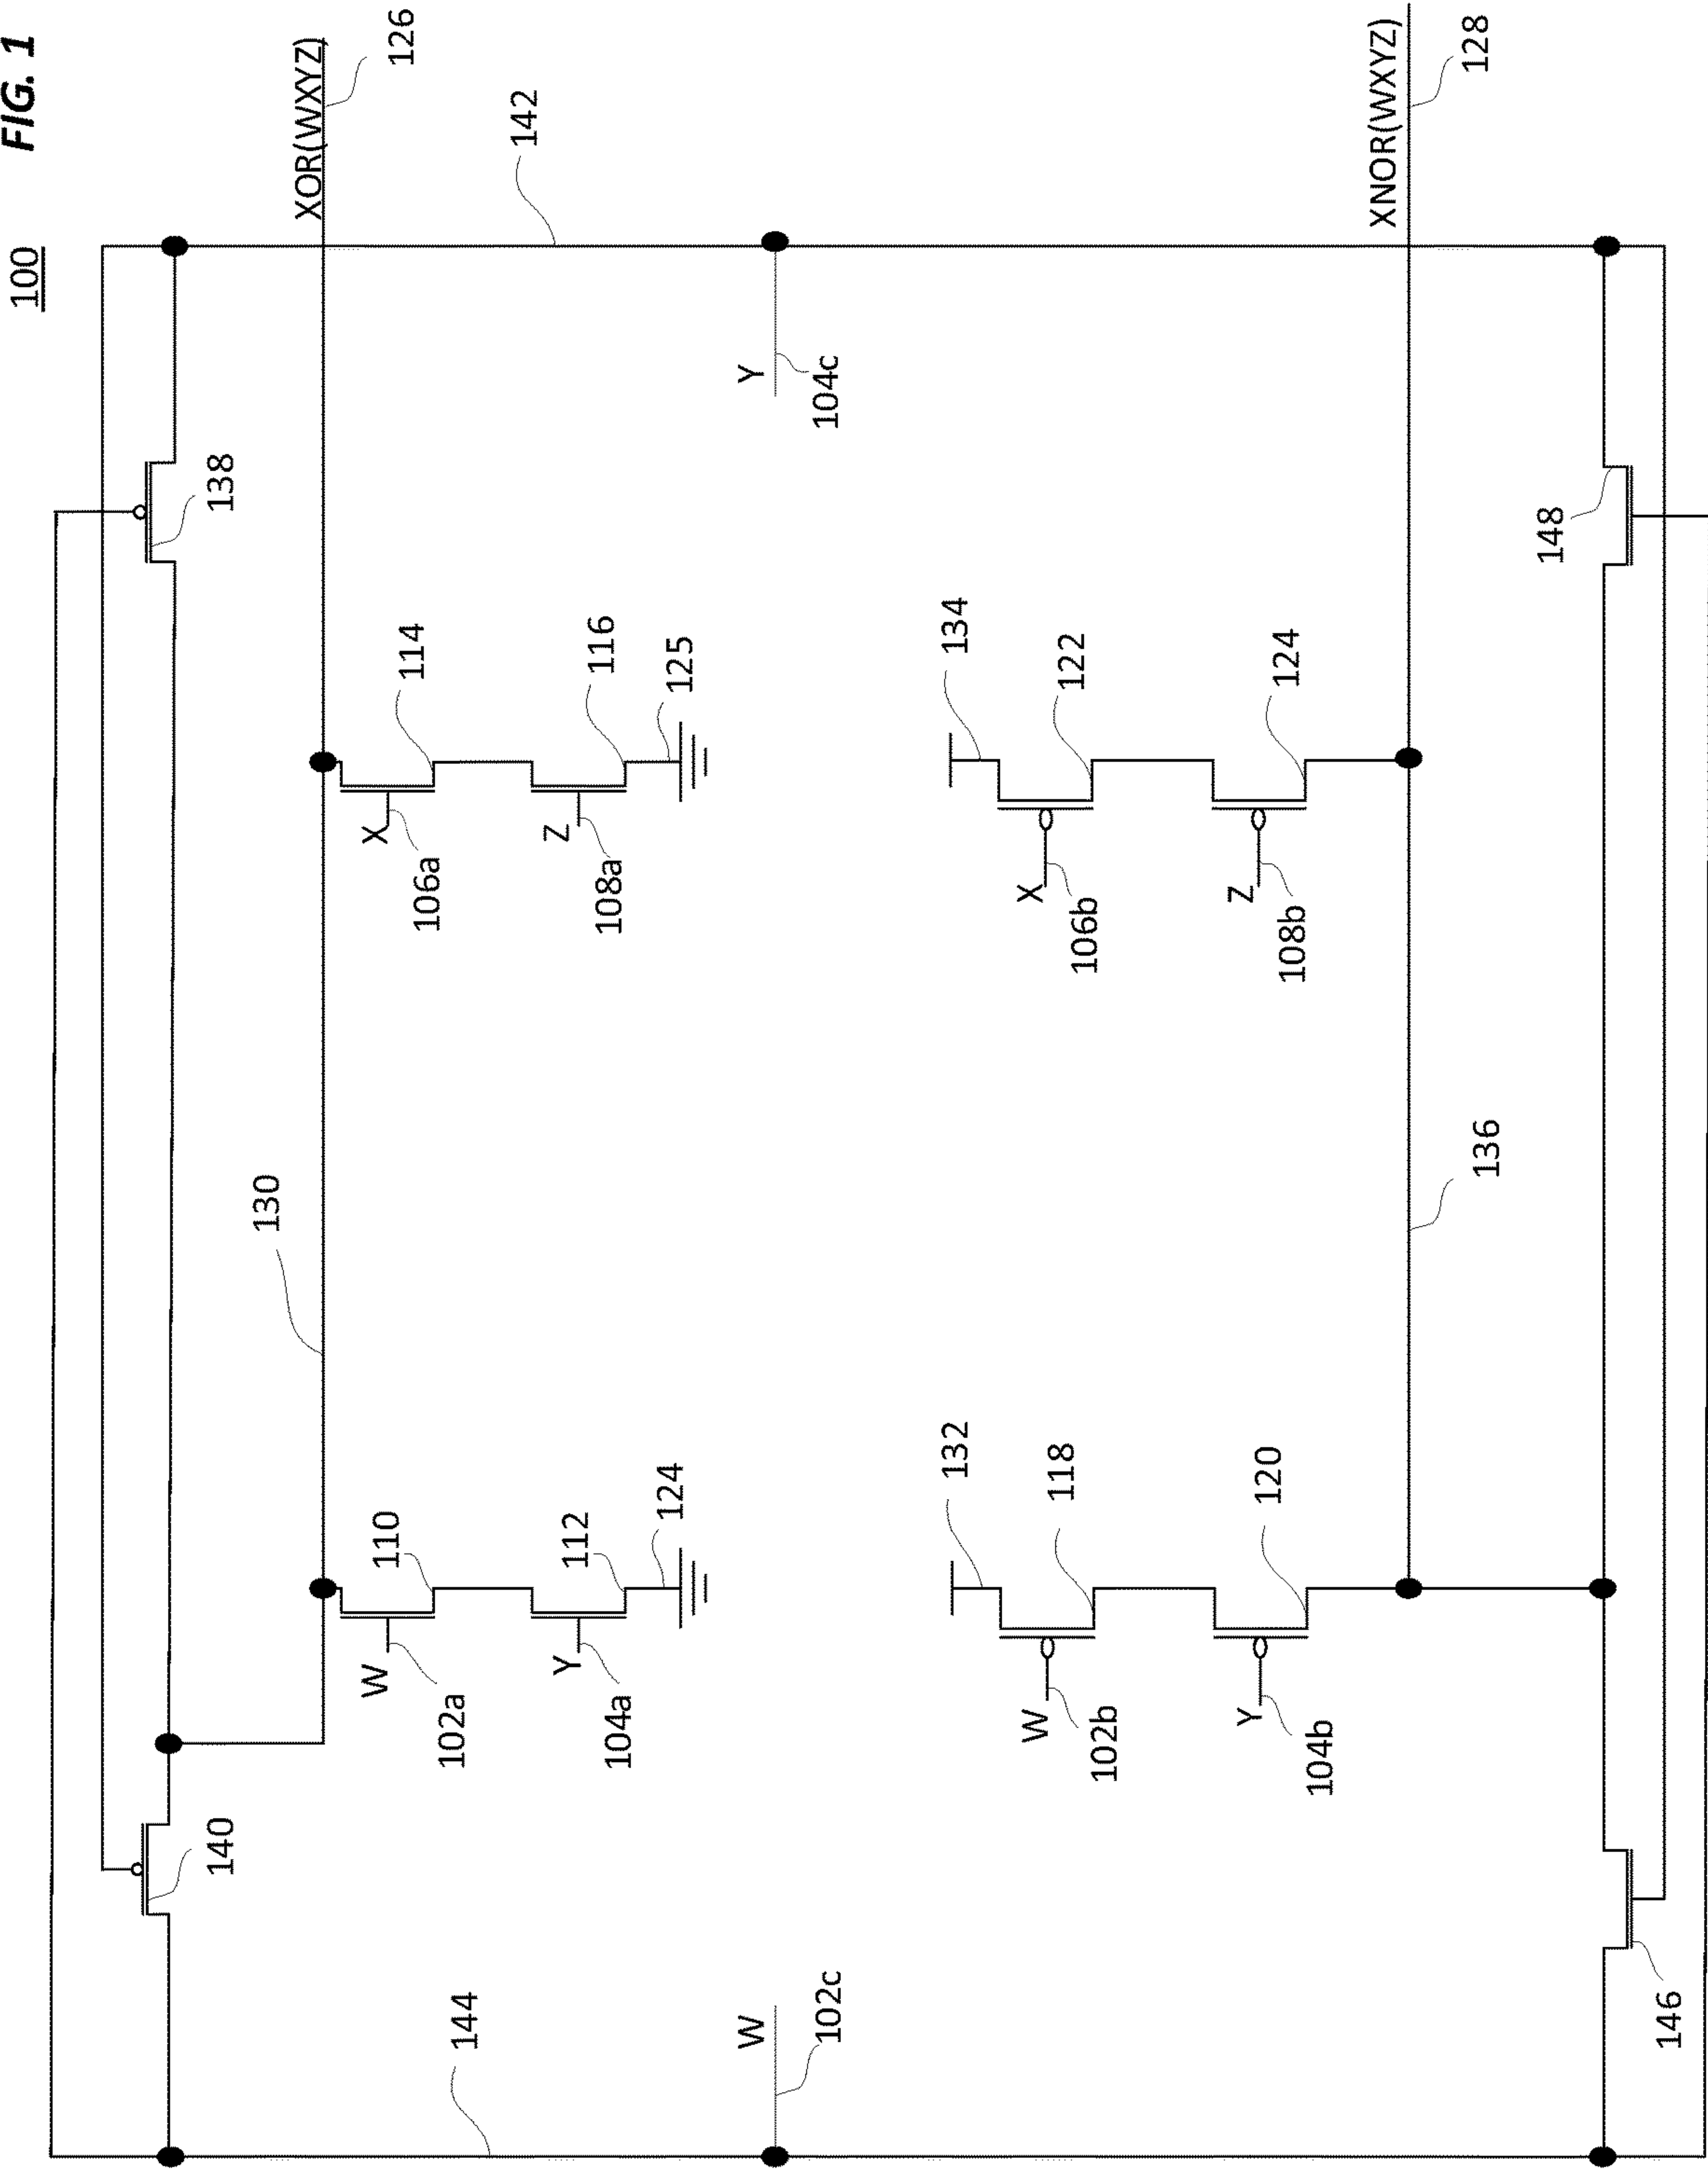 FIG. 1
100
XOR(WXYZ)
126
142
XNOR(WXYZ)
128
138
Y
104c
148
114
116
125
134
122
124
X
106a
Z
108a
X
106b
Z
108b
130
136
110
112
124
132
118
120
W
102a
Y
104a
W
102b
Y
104b
140
144
W
102c
146